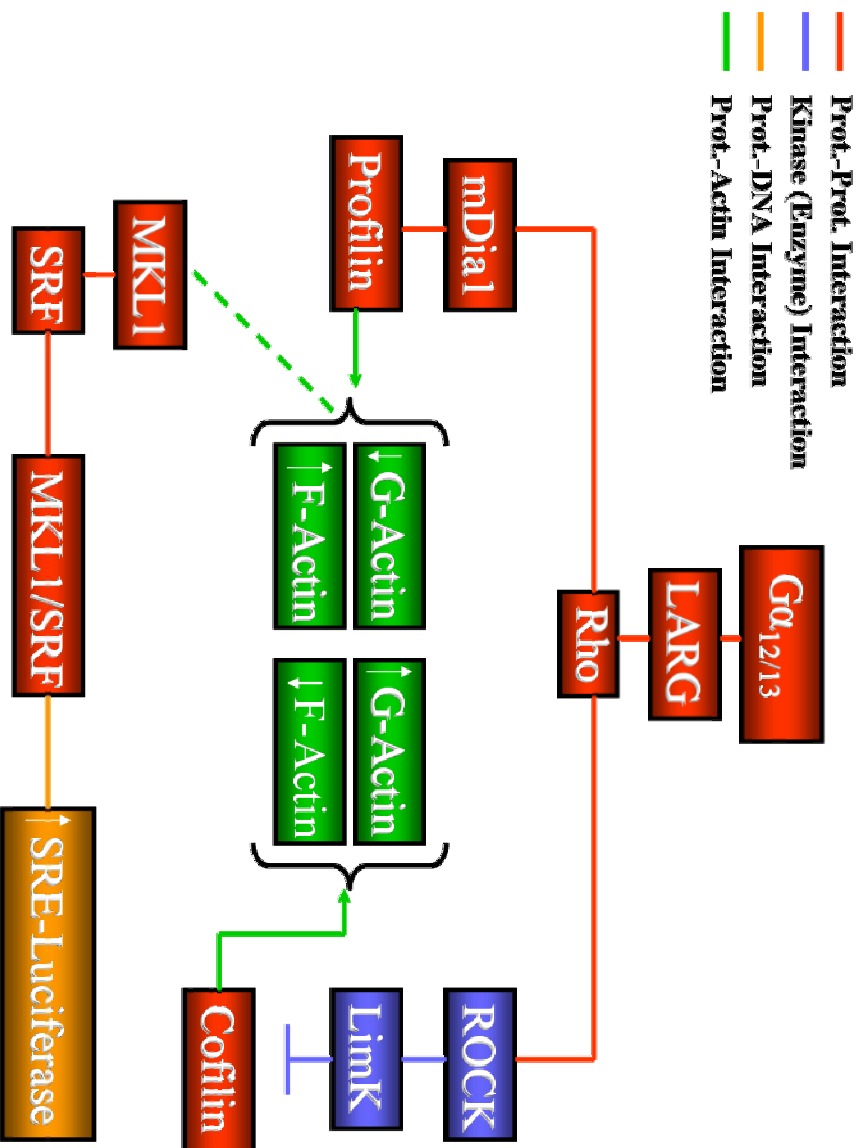 Prot.-Prot. Interaction
Kinase (Enzyme) Interaction
Prot.-DNA Interaction
Prot.-Actin Interaction
Gα12/13
LARG
Rho
mDia1
ROCK
Profilin
LimK
↓ G-Actin
↑ G-Actin
↑ F-Actin
↓ F-Actin
Cofilin
MKL1
SRF
MKL1/SRF
↑ SRE-Luciferase